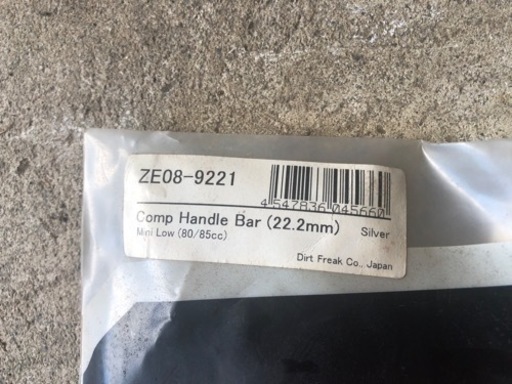 ZE08-9221
4 547836 045660
Comp Handle Bar (22.2mm) Silver
Mini Low (80/85cc)
Dirt Freak Co., Japan